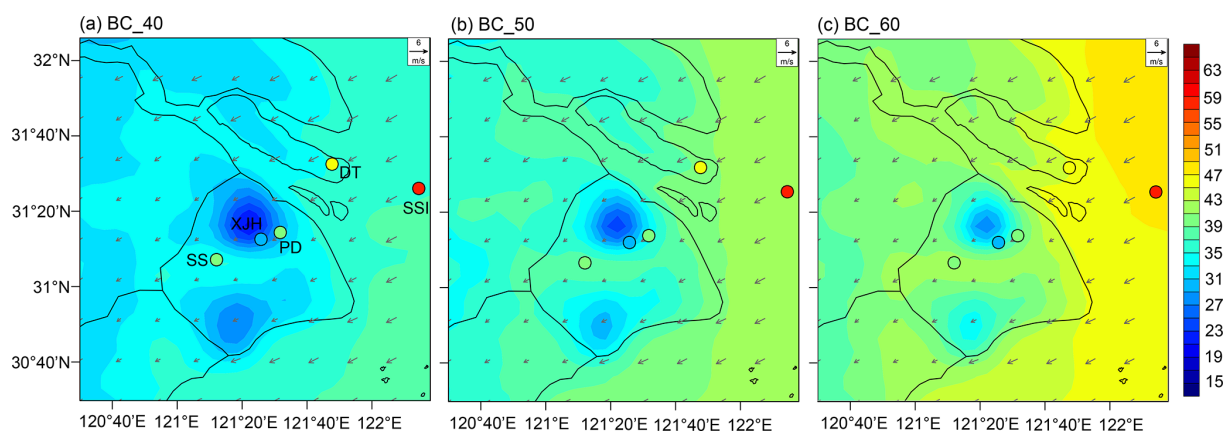 (a) BC_40
(b) BC_50
(c) BC_60
6
m/s
6
m/s
6
m/s
32°N
31°40'N
31°20'N
31°N
30°40'N
DT
SSI
XJH
PD
SS
63
59
55
51
47
43
39
35
31
27
23
19
15
120°40'E 121°E 121°20'E 121°40'E 122°E
120°40'E 121°E 121°20'E 121°40'E 122°E
120°40'E 121°E 121°20'E 121°40'E 122°E